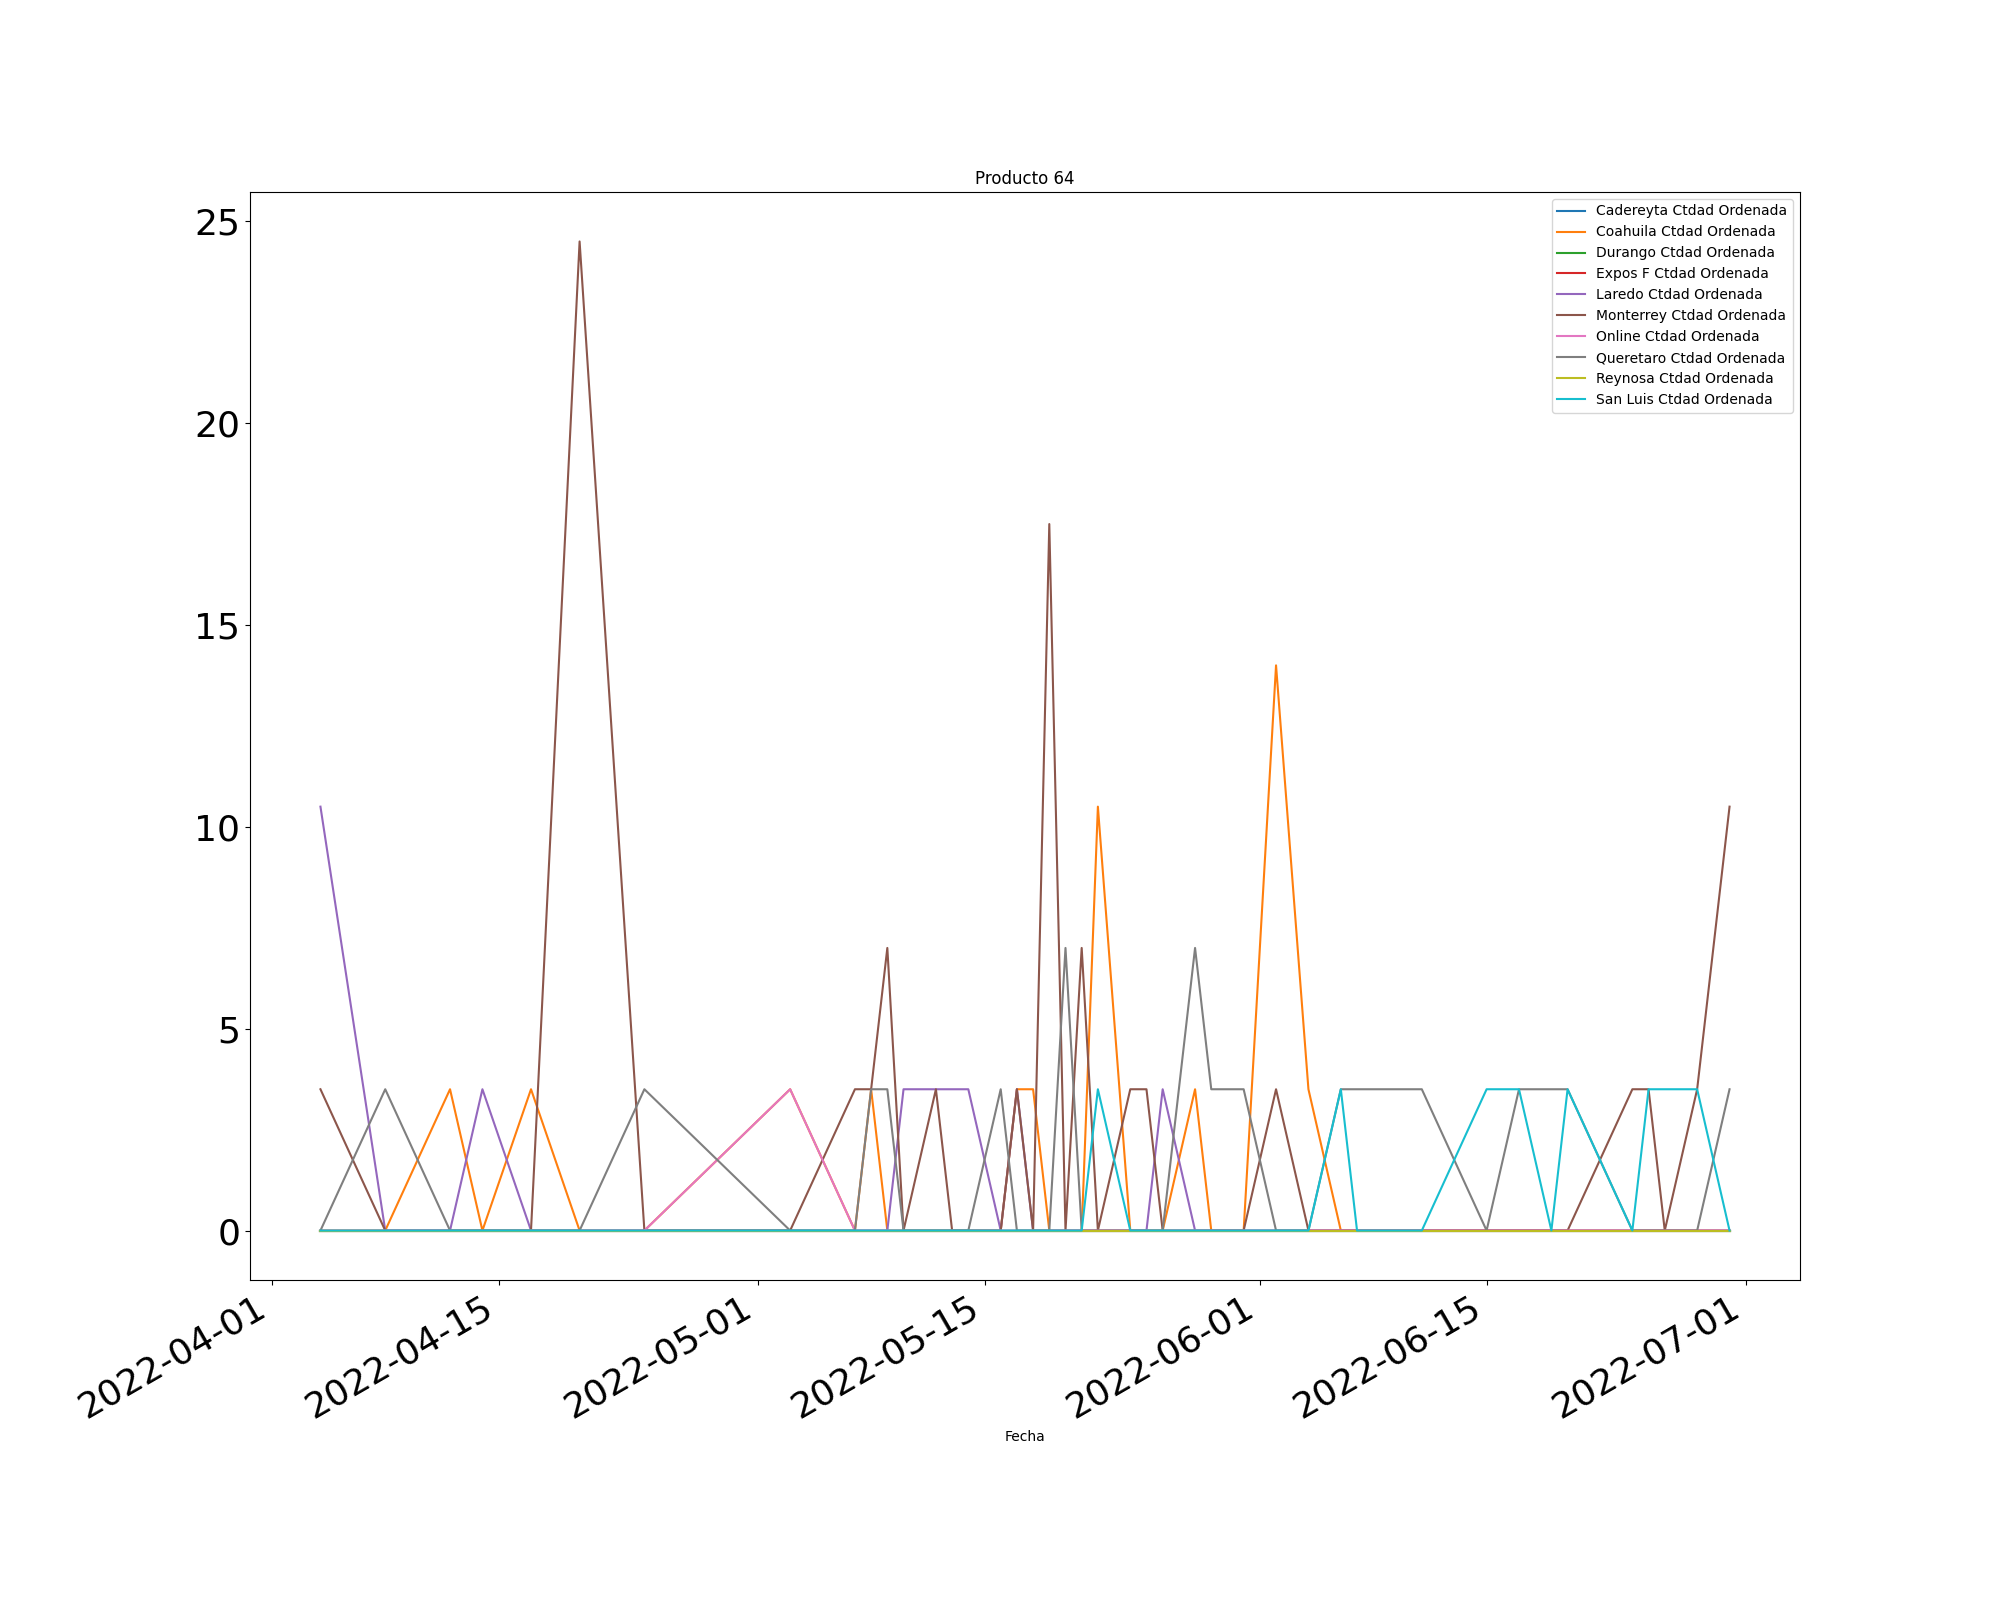 Producto 64
25
20
15
10
5
0
Cadereyta Ctdad Ordenada
Coahuila Ctdad Ordenada
Durango Ctdad Ordenada
Expos F Ctdad Ordenada
Laredo Ctdad Ordenada
Monterrey Ctdad Ordenada
Online Ctdad Ordenada
Queretaro Ctdad Ordenada
Reynosa Ctdad Ordenada
San Luis Ctdad Ordenada
2022-04-01
2022-04-15
2022-05-01
2022-05-15
2022-06-01
2022-06-15
2022-07-01
Fecha